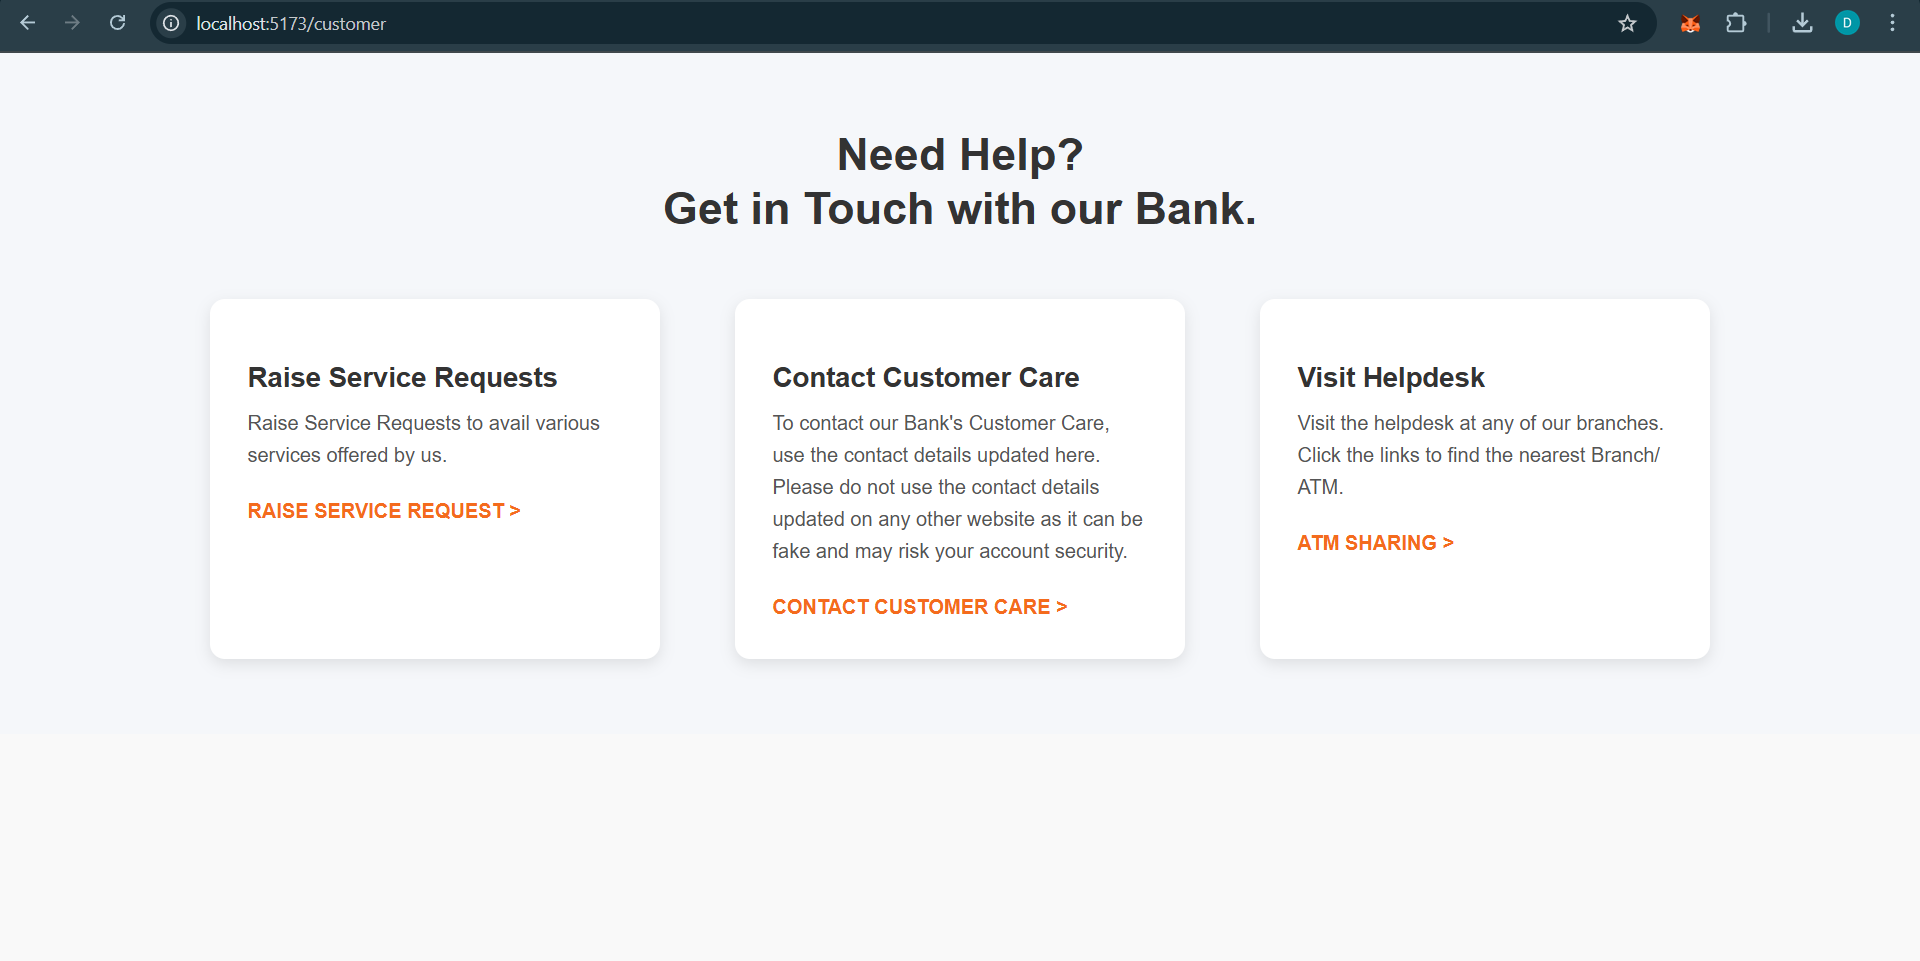 localhost:5173/customer
D
Need Help?
Get in Touch with our Bank.
Raise Service Requests
Raise Service Requests to avail various
services offered by us.
RAISE SERVICE REQUEST >
Contact Customer Care
To contact our Bank's Customer Care,
use the contact details updated here.
Please do not use the contact details
updated on any other website as it can be
fake and may risk your account security.
CONTACT CUSTOMER CARE >
Visit Helpdesk
Visit the helpdesk at any of our branches.
Click the links to find the nearest Branch/
ATM.
ATM SHARING >